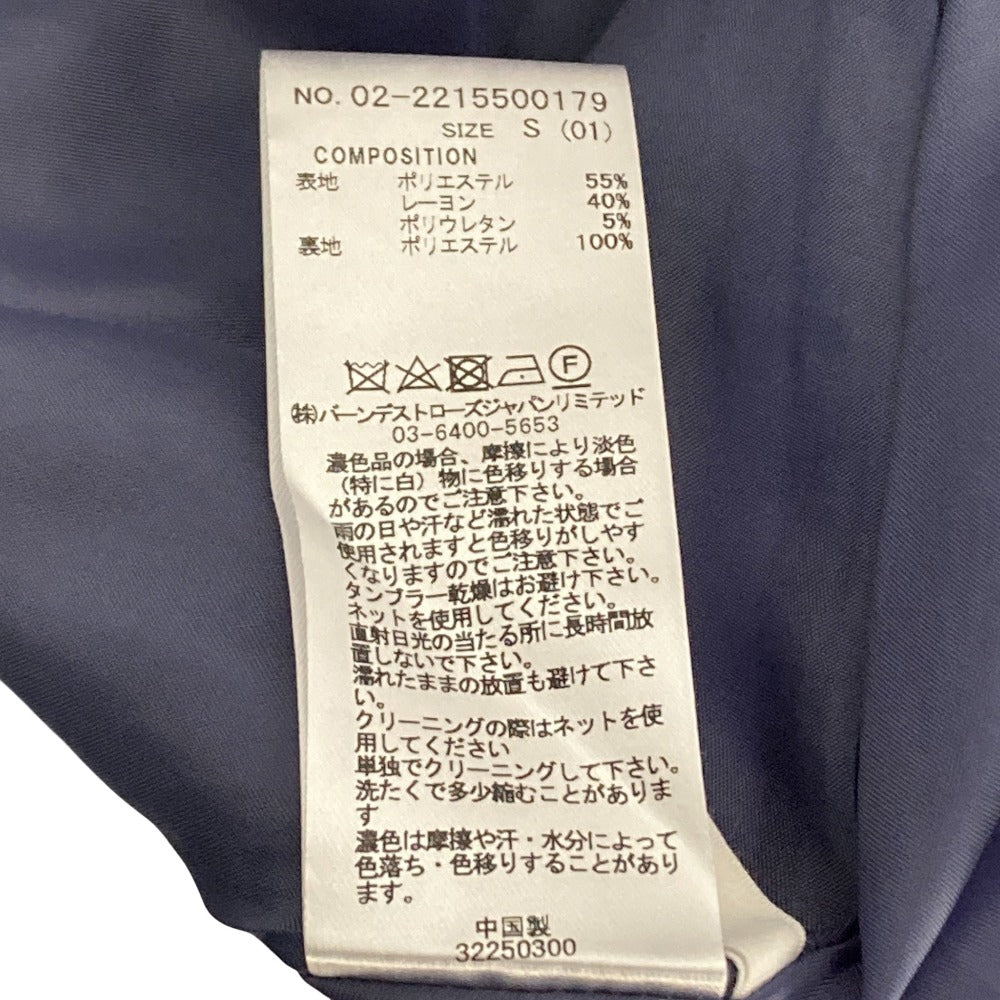 NO. 02-2215500179
SIZE S (01)
COMPOSITION
表地 ポリエステル 55%
レーヨン 40%
ポリウレタン 5%
裏地 ポリエステル 100%
F
㈱バーンデストローズジャパンリミテッド
03-6400-5653
濃色品の場合、摩擦により淡色
（特に白）物に色移りする場合
があるのでご注意下さい。
雨の日や汗など濡れた状態でご
使用されますと色移りがしやす
くなりますのでご注意下さい。
タンブラー乾燥はお避け下さい。
ネットを使用してください。
直射日光の当たる所に長時間放
置しないで下さい。
濡れたままの放置も避けて下さ
い。
クリーニングの際はネットを使
用してください
単独でクリーニングして下さい。
洗たくで多少縮むことがありま
す
濃色は摩擦や汗・水分によって
色落ち・色移りすることがあり
ます。
中国製
32250300